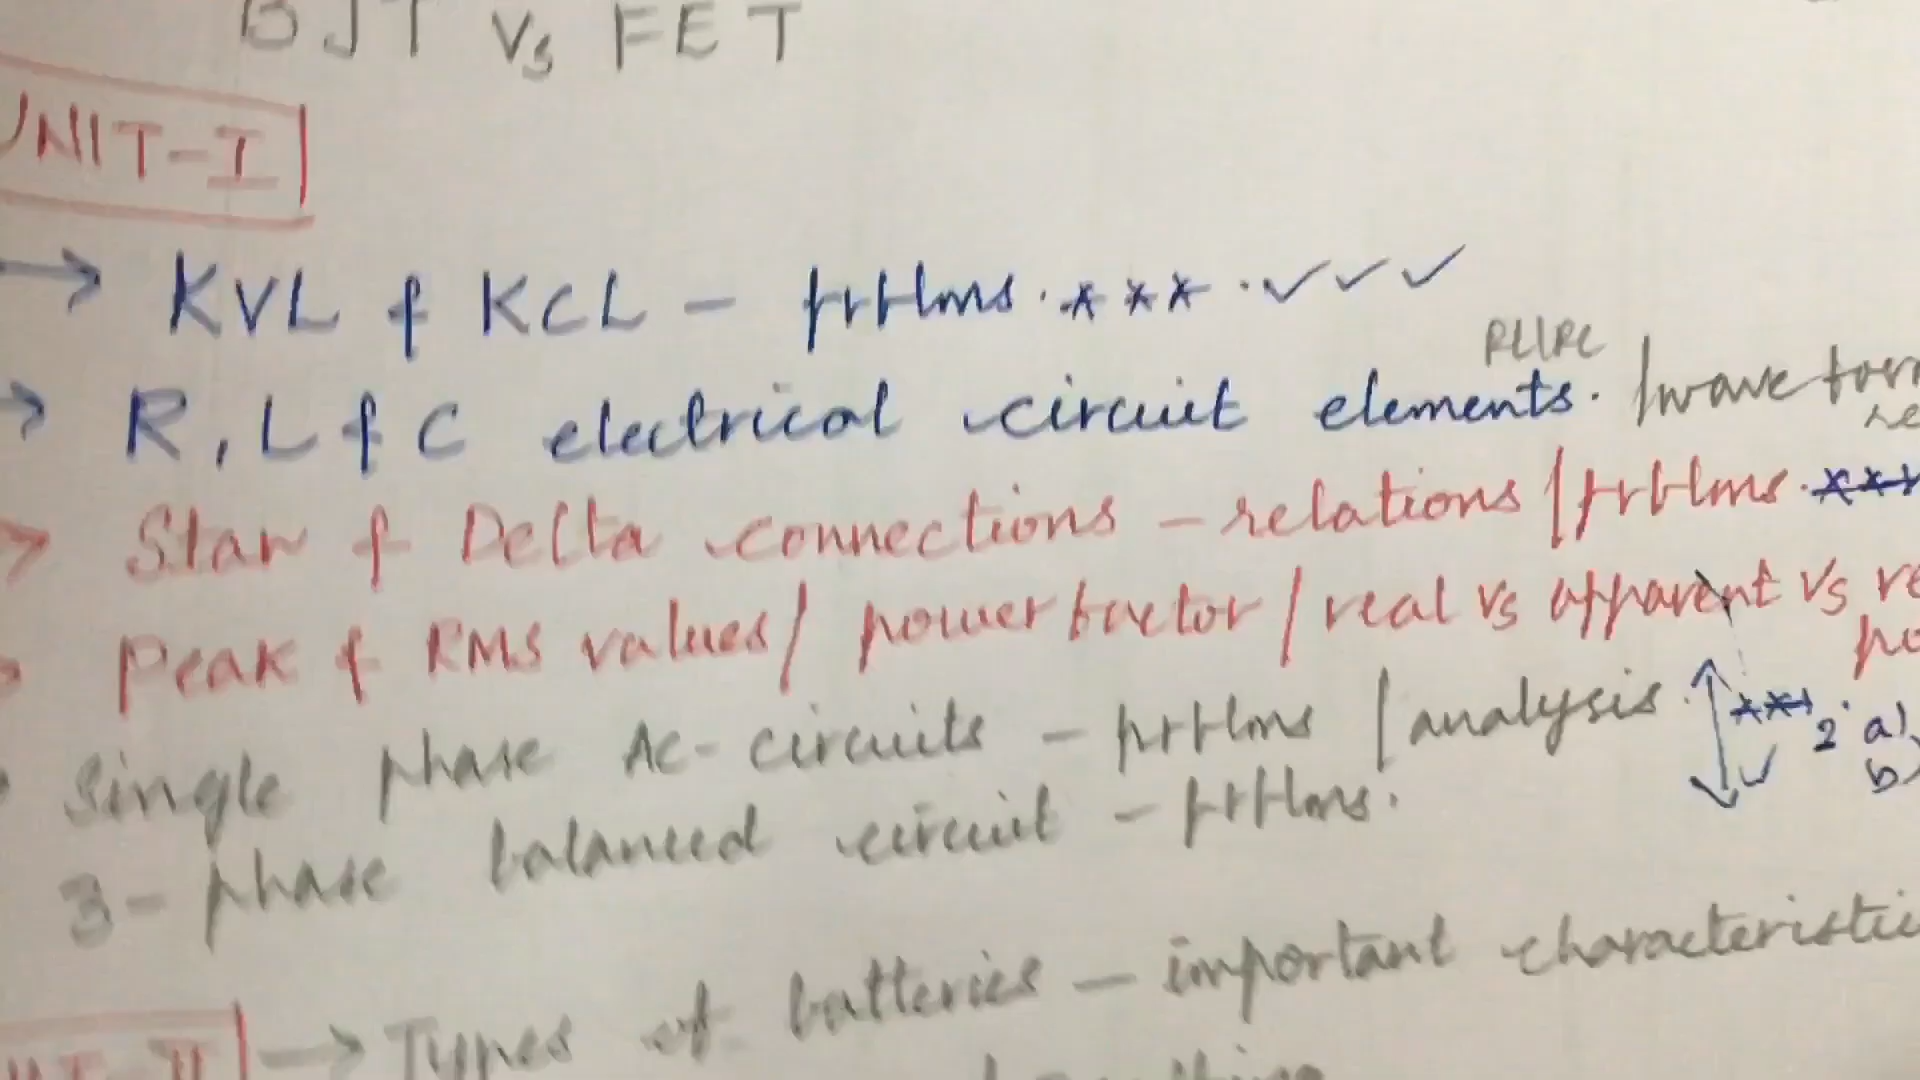 BJT Vs FET
UNIT-I
→ KVL & KCL - prblms. *** . ✓✓✓
RL|RC
→ R, L & C electrical circuit elements. | wave form
Star & Delta connections - relations | prblms. ***
Peak & RMS values / power factor / real vs apparent Vs re
Single phase Ac-circuits - prblms | analysis. *** 2. a)
b)
3-phase balanced circuit - prblms. ✓
→ Types of batteries - important characteristic